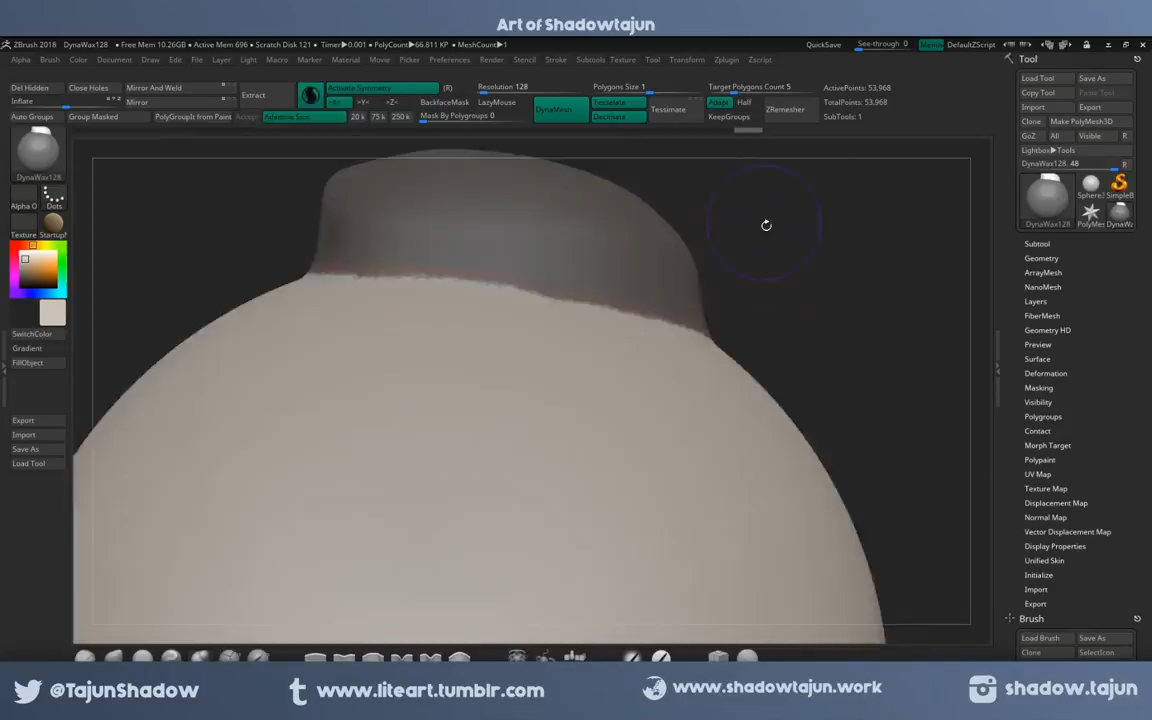 Art of Shadowtajun
ZBrush 2018 DynaWax128 • Free Mem 10.26GB • Active Mem 696 • Scratch Disk 121 • Timer▶0.001 • PolyCount▶66.811 KP • MeshCount▶1
QuickSave See-through 0 Menus DefaultZScript
Alpha Brush Color Document Draw Edit File Layer Light Macro Marker Material Movie Picker Preferences Render Stencil Stroke Subtools Texture Tool Transform Zplugin Zscript
Tool
Del Hidden Close Holes Mirror And Weld Extract Activate Symmetry (R) Resolution 128 Polygons Size 1 Target Polygons Count 5 ActivePoints: 53,968
Inflate Mirror >Y< >Z< BackfaceMask LazyMouse DynaMesh Tessimate Adapt Half ZRemesher TotalPoints: 53,968
Decimate
Auto Groups Group Masked PolyGroupIt from Paint 20 k 75 k 250 k Mask By Polygroups 0 KeepGroups SubTools: 1
Load Tool Save As
Copy Tool Paste Tool
Import Export
Clone Make PolyMesh3D
GoZ All Visible R
Lightbox▶Tools
DynaWax128. 48 R
DynaWax128
Alpha O Dots
Texture
SwitchColor
Gradient
FillObject
Export
Import
Save As
Load Tool
DynaWax128
Subtool
Geometry
ArrayMesh
NanoMesh
Layers
FiberMesh
Geometry HD
Preview
Surface
Deformation
Masking
Visibility
Polygroups
Contact
Morph Target
Polypaint
UV Map
Texture Map
Displacement Map
Normal Map
Vector Displacement Map
Display Properties
Unified Skin
Initialize
Import
Export
Brush
Load Brush Save As
Clone SelectIcon
@TajunShadow www.liteart.tumblr.com www.shadowtajun.work shadow.tajun